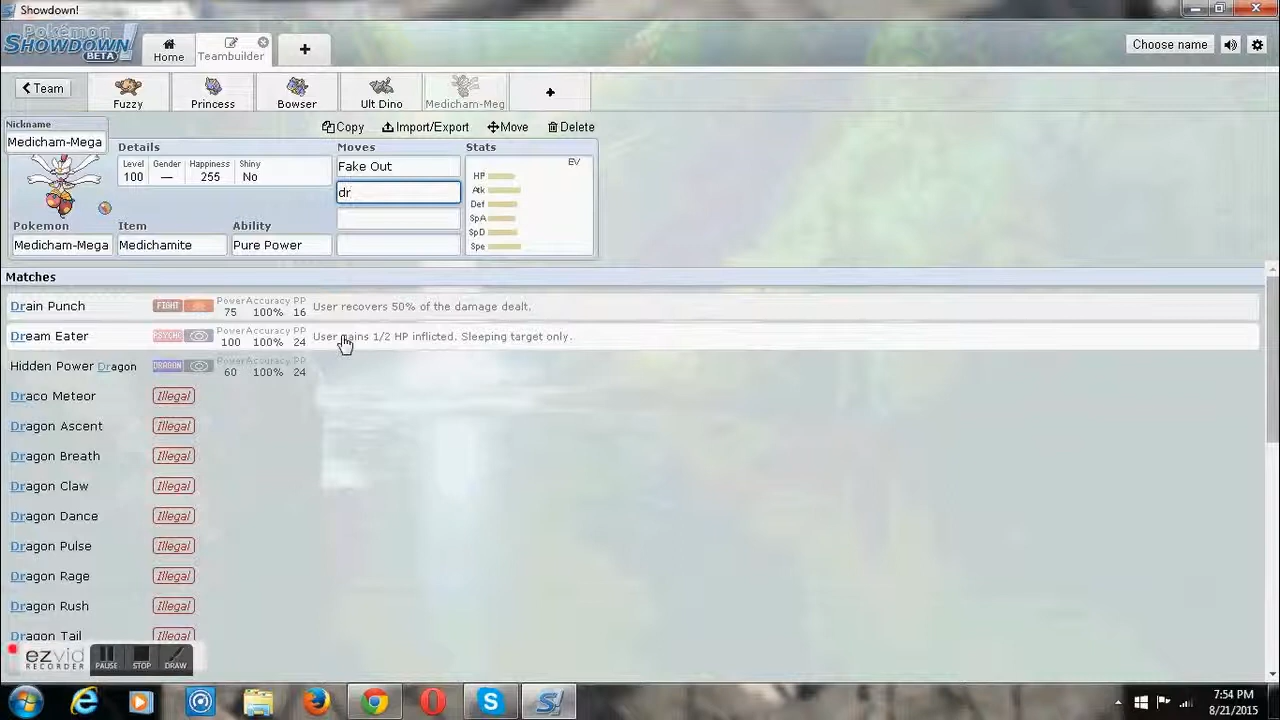 Showdown!
Pokémon
SHOWDOWN!
BETA
Home
Teambuilder
+
Choose name
Team
Fuzzy
Princess
Bowser
Ult Dino
Medicham-Meg
+
Nickname
Medicham-Mega
Copy
Import/Export
Move
Delete
Details
Level
Gender
Happiness
Shiny
100
—
255
No
Pokemon
Medicham-Mega
Item
Medichamite
Ability
Pure Power
Moves
Fake Out
dr
Stats
EV
HP
Atk
Def
SpA
SpD
Spe
Matches
Drain Punch FIGHT Power 75 Accuracy 100% PP 16 User recovers 50% of the damage dealt.
Dream Eater PSYCHC Power 100 Accuracy 100% PP 24 User gains 1/2 HP inflicted. Sleeping target only.
Hidden Power Dragon DRAGON Power 60 Accuracy 100% PP 24
Draco Meteor Illegal
Dragon Ascent Illegal
Dragon Breath Illegal
Dragon Claw Illegal
Dragon Dance Illegal
Dragon Pulse Illegal
Dragon Rage Illegal
Dragon Rush Illegal
Dragon Tail Illegal
ezvid
RECORDER
PAUSE
STOP
DRAW
7:54 PM
8/21/2015